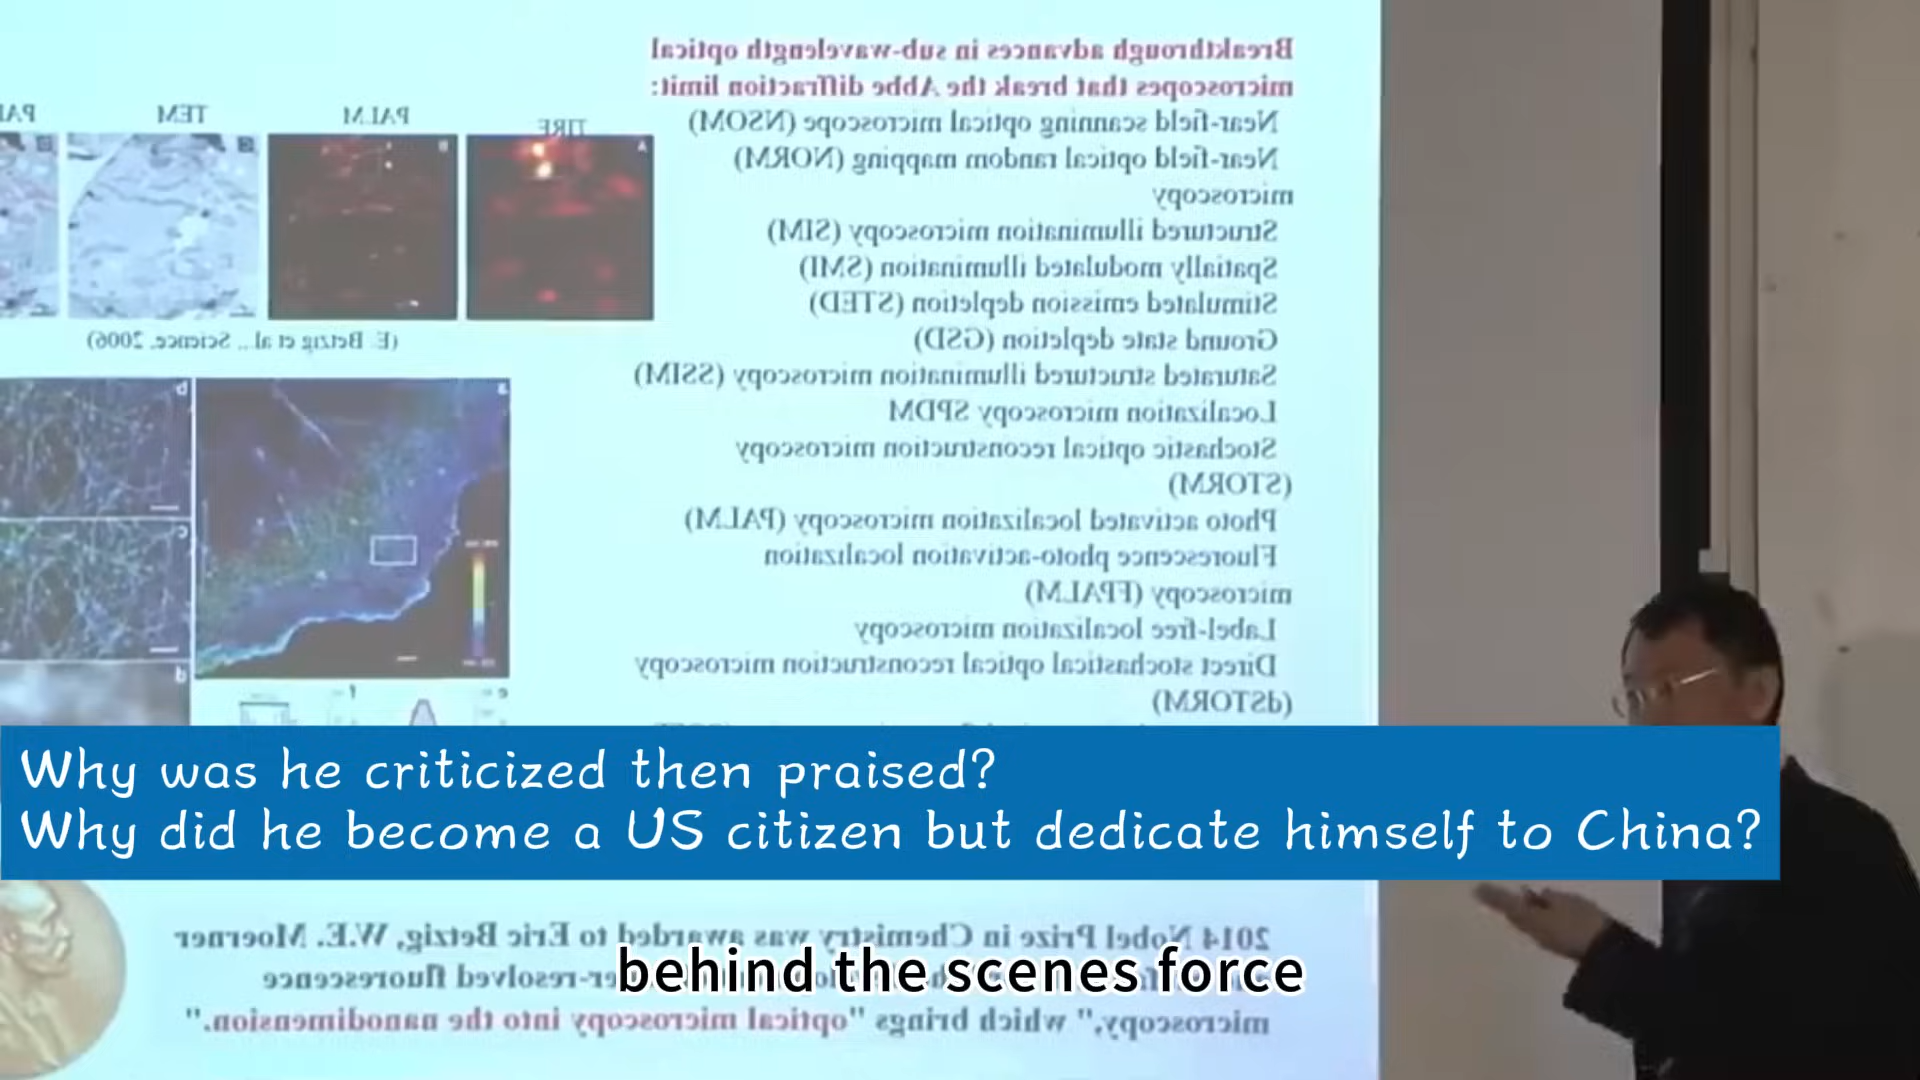 Breakthrough advances in sub-wavelength optical
microscopes that break the Abbe diffraction limit:
Near-field scanning optical microscope (NSOM)
Near-field optical random mapping (NORM)
microscopy
Structured illumination microscopy (SIM)
Spatially modulated illumination (SMI)
Stimulated emission depletion (STED)
Ground state depletion (GSD)
Saturated structured illumination microscopy (SSIM)
Localization microscopy SPDM
Stochastic optical reconstruction microscopy
(STORM)
Photo activated localization microscopy (PALM)
Fluorescence photo-activation localization
microscopy (FPALM)
Label-free localization microscopy
Direct stochastical optical reconstruction microscopy
(dSTORM)
TIRF
PALM
TEM
PA
(E. Betzig et al., Science, 2006)
Why was he criticized then praised?
Why did he become a US citizen but dedicate himself to China?
2014 Nobel Prize in Chemistry was awarded to Eric Betzig, W.E. Moerner
er-resolved fluorescence
microscopy," which brings "optical microscopy into the nanodimension."
behind the scenes force